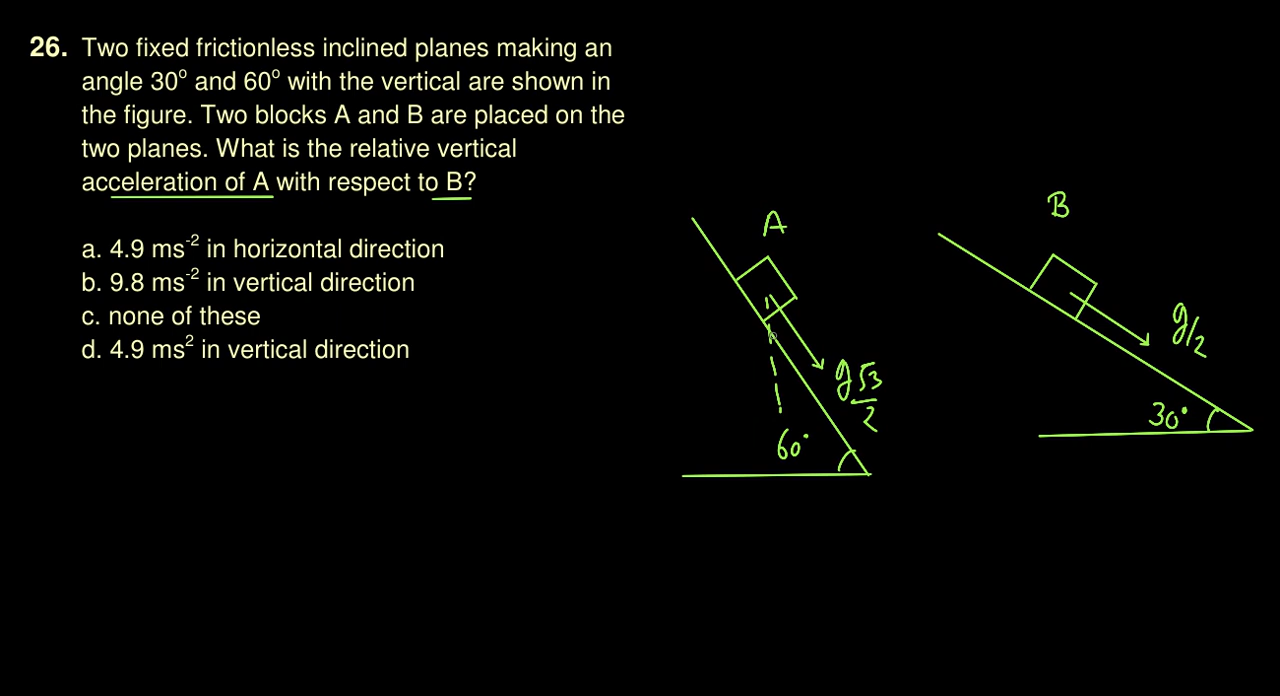 26. Two fixed frictionless inclined planes making an
angle 30⁰ and 60⁰ with the vertical are shown in
the figure. Two blocks A and B are placed on the
two planes. What is the relative vertical
acceleration of A with respect to B?
a. 4.9 ms⁻² in horizontal direction
b. 9.8 ms⁻² in vertical direction
c. none of these
d. 4.9 ms² in vertical direction
A
g√3/2
60°
B
g/2
30°